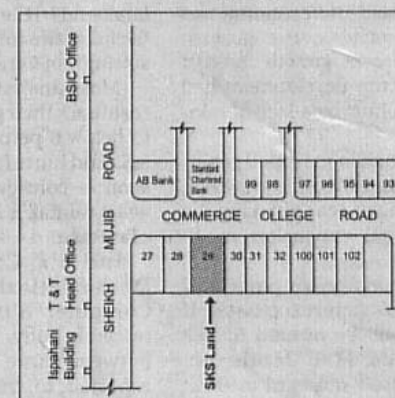 BSIC Office
AB Bank
Standard
Chartered
Bank
99 98
97 96 95 94 93
SHEIKH MUJIB ROAD
COMMERCE OLLEGE ROAD
27 28 29 30 31 32 100 101 102
T & T
Head Office
Ispahani
Building
SKS Land